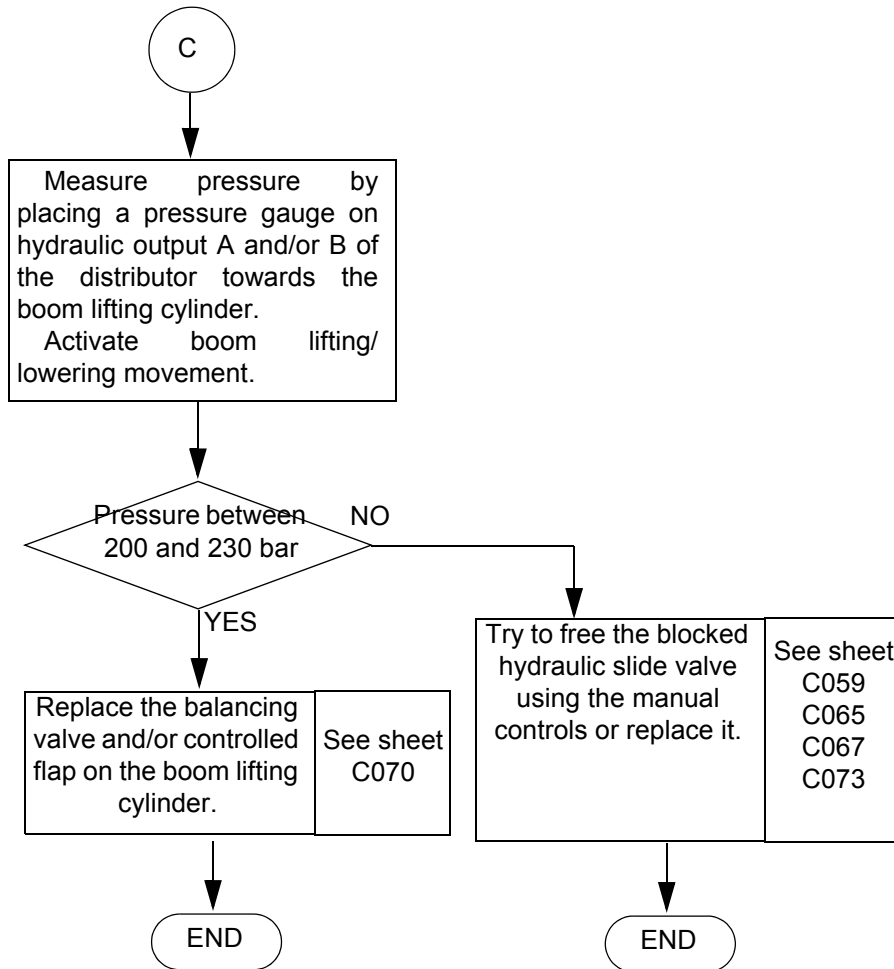 C
Measure pressure by
placing a pressure gauge on
hydraulic output A and/or B of
the distributor towards the
boom lifting cylinder.
Activate boom lifting/
lowering movement.
Pressure between
200 and 230 bar
NO
YES
Replace the balancing
valve and/or controlled
flap on the boom lifting
cylinder.
See sheet
C070
Try to free the blocked
hydraulic slide valve
using the manual
controls or replace it.
See sheet
C059
C065
C067
C073
END
END